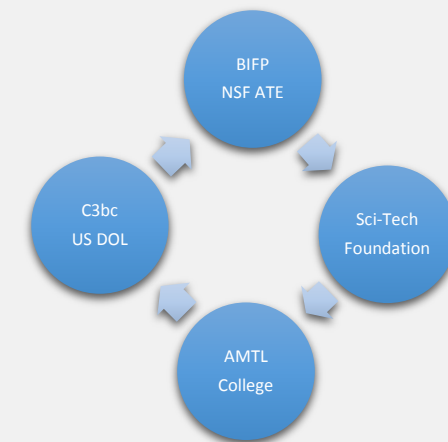 BIFP
NSF ATE
Sci-Tech
Foundation
AMTL
College
C3bc
US DOL